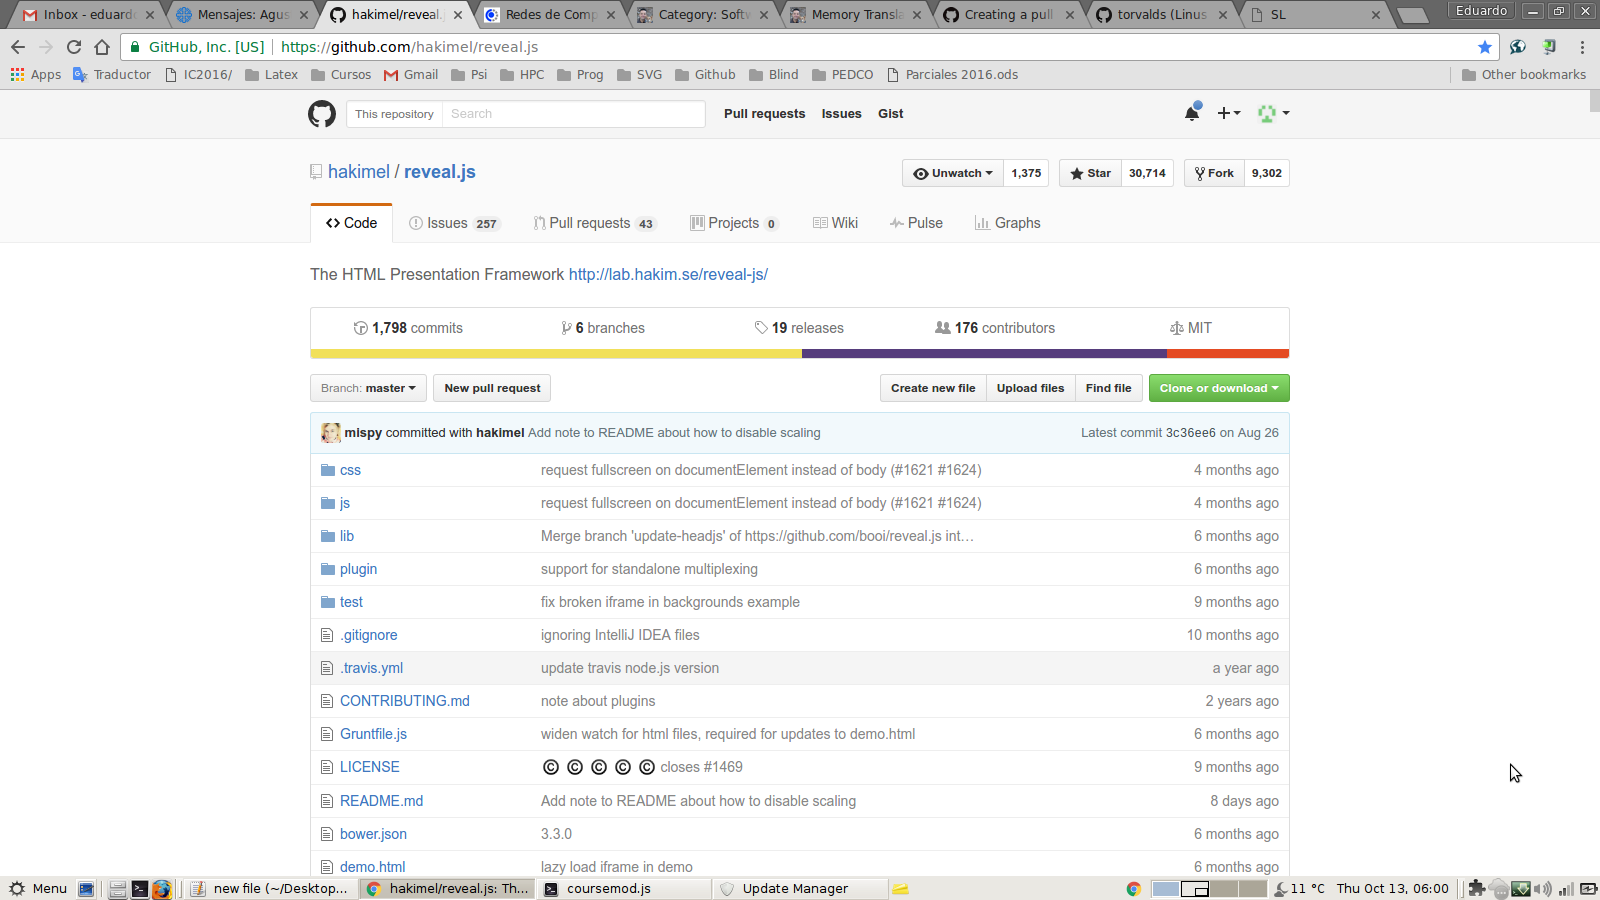 Inbox - eduard
Mensajes: Agus
hakimel/reveal.
Redes de Comp
Category: Softw
Memory Transla
Creating a pull
torvalds (Linus
SL
Eduardo
GitHub, Inc. [US] | https://github.com/hakimel/reveal.js
Apps Traductor IC2016/ Latex Cursos Gmail Psi HPC Prog SVG Github Blind PEDCO Parciales 2016.ods Other bookmarks
This repository Search Pull requests Issues Gist
hakimel / reveal.js Unwatch 1,375 Star 30,714 Fork 9,302
Code Issues 257 Pull requests 43 Projects 0 Wiki Pulse Graphs
The HTML Presentation Framework http://lab.hakim.se/reveal-js/
1,798 commits 6 branches 19 releases 176 contributors MIT
Branch: master New pull request Create new file Upload files Find file Clone or download
mispy committed with hakimel Add note to README about how to disable scaling Latest commit 3c36ee6 on Aug 26
css request fullscreen on documentElement instead of body (#1621 #1624) 4 months ago
js request fullscreen on documentElement instead of body (#1621 #1624) 4 months ago
lib Merge branch 'update-headjs' of https://github.com/booi/reveal.js int… 6 months ago
plugin support for standalone multiplexing 6 months ago
test fix broken iframe in backgrounds example 9 months ago
.gitignore ignoring IntelliJ IDEA files 10 months ago
.travis.yml update travis node.js version a year ago
CONTRIBUTING.md note about plugins 2 years ago
Gruntfile.js widen watch for html files, required for updates to demo.html 6 months ago
LICENSE © © © © © closes #1469 9 months ago
README.md Add note to README about how to disable scaling 8 days ago
bower.json 3.3.0 6 months ago
demo.html lazy load iframe in demo 6 months ago
Menu new file (~/Desktop... hakimel/reveal.js: Th... coursemod.js Update Manager 11 °C Thu Oct 13, 06:00